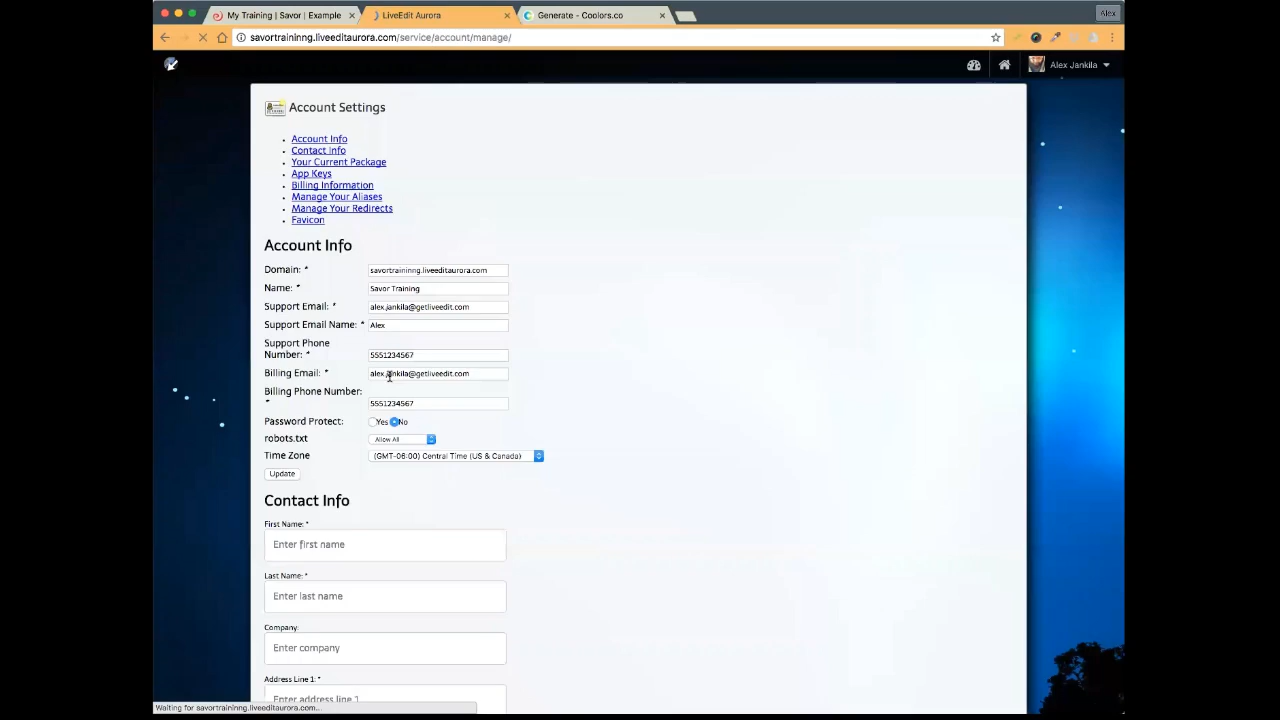 My Training | Savor | Example
LiveEdit Aurora
Generate - Coolors.co
Alex
savortraininng.liveeditaurora.com/service/account/manage/
Alex Jankila
Account Settings
Account Info
Contact Info
Your Current Package
App Keys
Billing Information
Manage Your Aliases
Manage Your Redirects
Favicon
Account Info
Domain: * savortraininng.liveeditaurora.com
Name: * Savor Training
Support Email: * alex.jankila@getliveedit.com
Support Email Name: * Alex
Support Phone
Number: * 5551234567
Billing Email: * alex.jankila@getliveedit.com
Billing Phone Number:
* 5551234567
Password Protect: Yes No
robots.txt Allow All
Time Zone (GMT-06:00) Central Time (US & Canada)
Update
Contact Info
First Name: *
Enter first name
Last Name: *
Enter last name
Company:
Enter company
Address Line 1: *
Enter address line 1
Waiting for savortraininng.liveeditaurora.com...